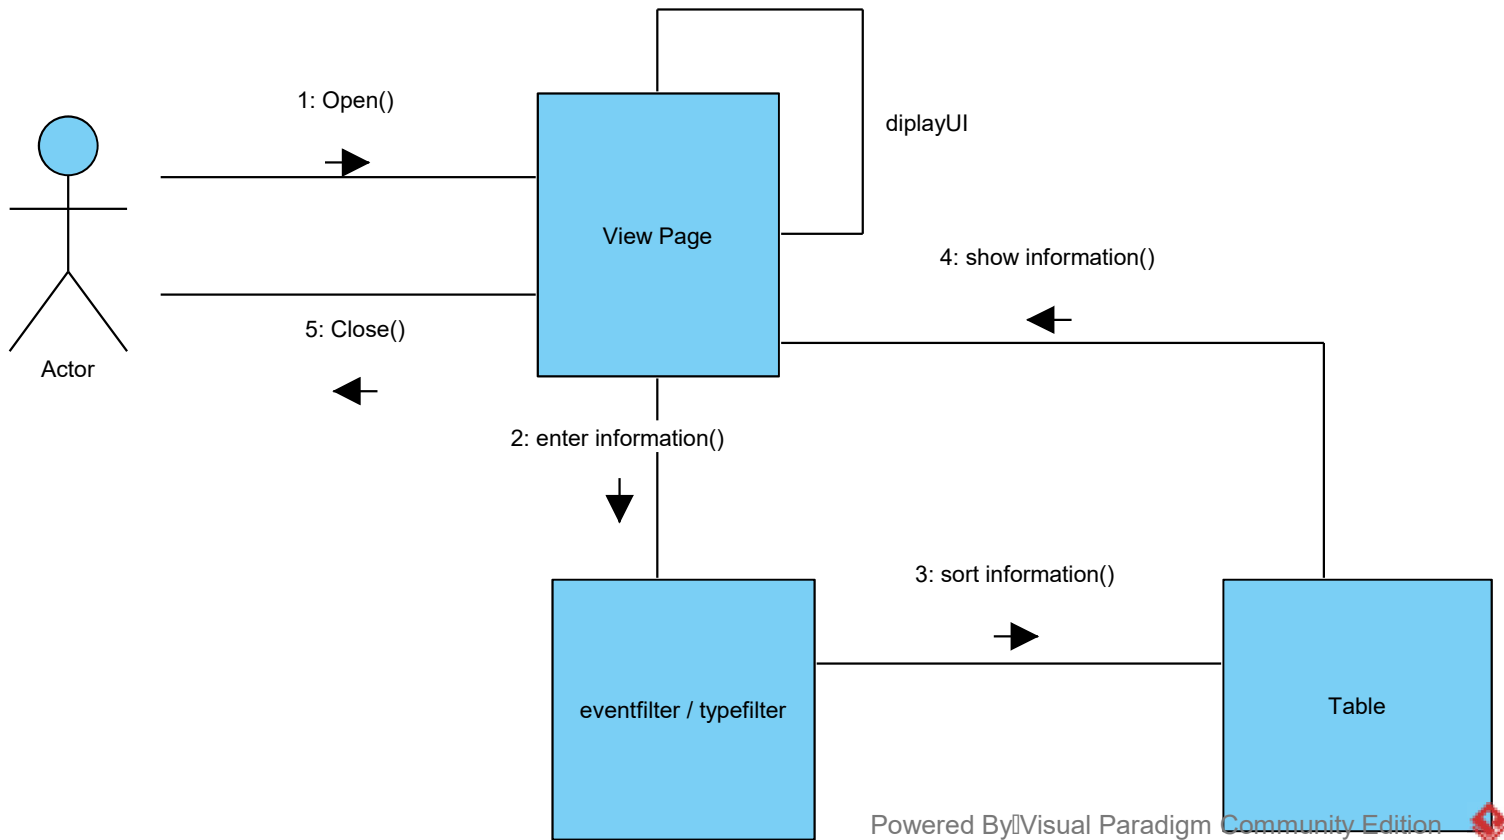 1: Open()
diplayUI
View Page
4: show information()
5: Close()
Actor
2: enter information()
3: sort information()
eventfilter / typefilter
Table
Powered By Visual Paradigm Community Edition